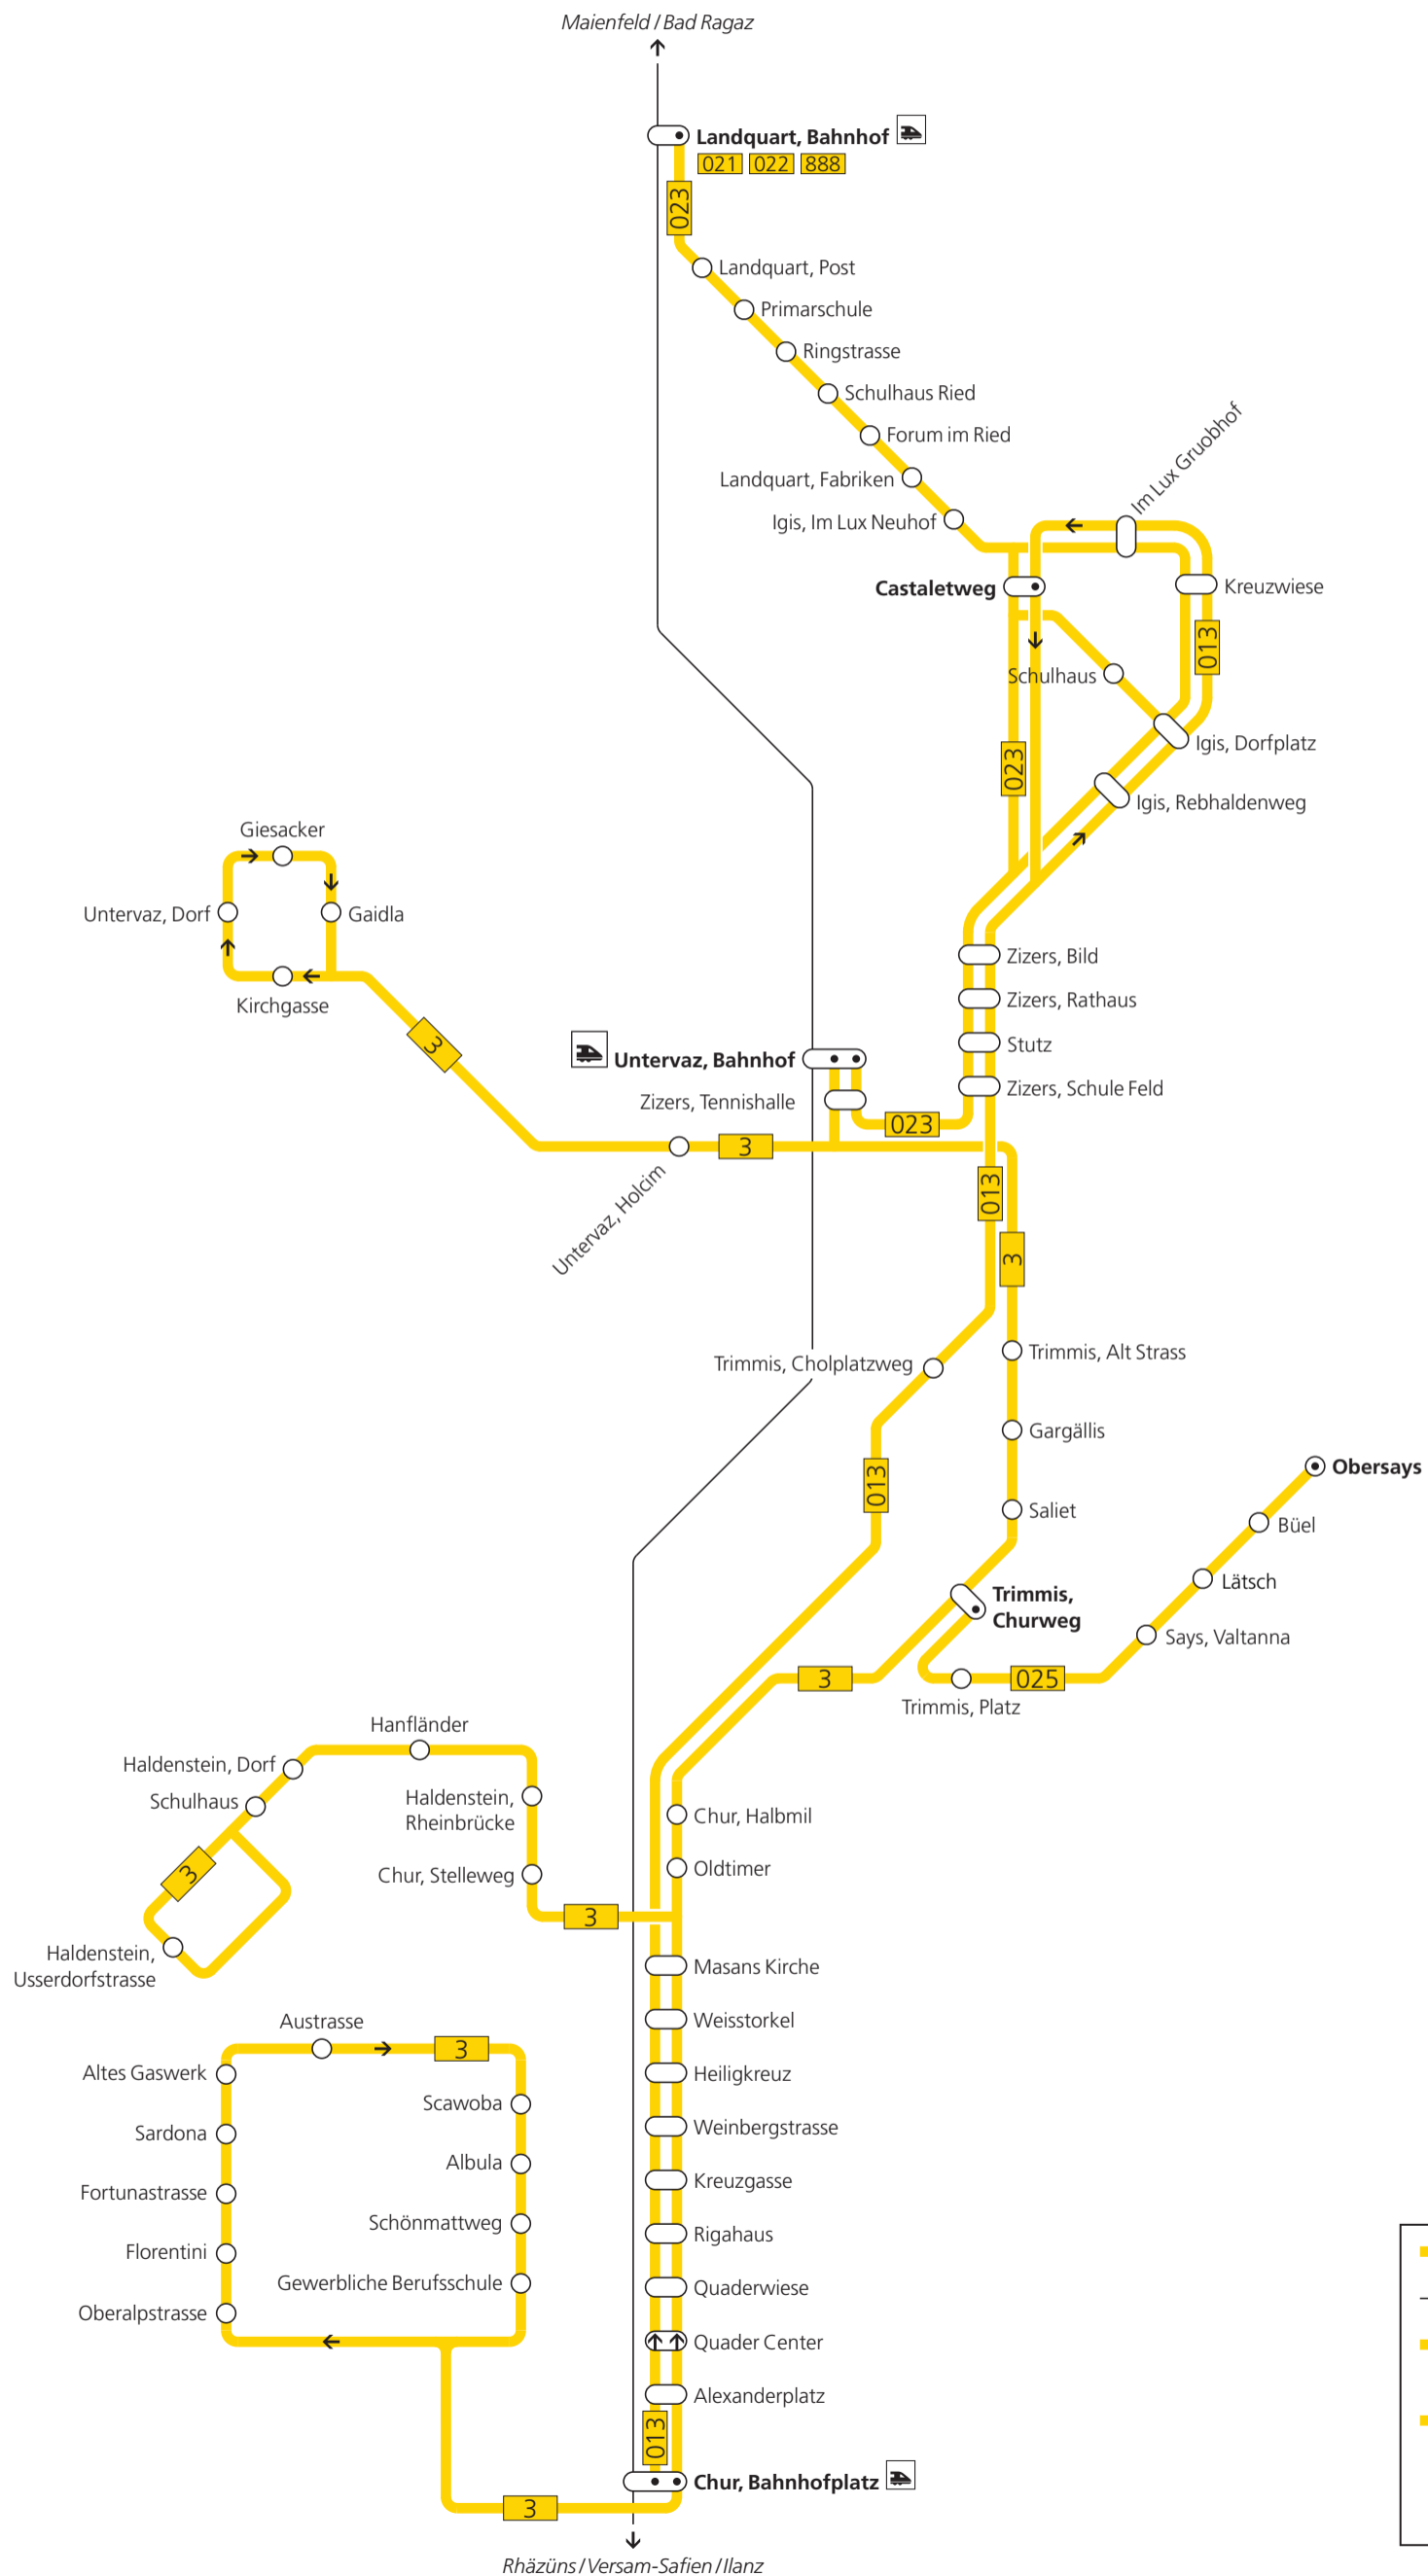 Maienfeld / Bad Ragaz
Landquart, Bahnhof
021 022 888
023
Landquart, Post
Primarschule
Ringstrasse
Schulhaus Ried
Forum im Ried
Landquart, Fabriken
Igis, Im Lux Neuhof
Im Lux Gruobhof
Castaletweg
Kreuzwiese
013
Schulhaus
Igis, Dorfplatz
023
Igis, Rebhaldenweg
Giesacker
Untervaz, Dorf
Gaidla
Kirchgasse
3
Zizers, Bild
Zizers, Rathaus
Stutz
Untervaz, Bahnhof
Zizers, Schule Feld
Zizers, Tennishalle
023
3
Untervaz, Holcim
013
3
Trimmis, Alt Strass
Trimmis, Cholplatzweg
Gargällis
013
Obersays
Saliet
Büel
Lätsch
Trimmis,
Churweg
Says, Valtanna
3
025
Trimmis, Platz
Hanfländer
Haldenstein, Dorf
Schulhaus
Haldenstein,
Rheinbrücke
Chur, Halbmil
3
Chur, Stelleweg
Oldtimer
3
Haldenstein,
Usserdorfstrasse
Masans Kirche
Weisstorkel
Austrasse
3
Altes Gaswerk
Heiligkreuz
Scawoba
Sardona
Weinbergstrasse
Albula
Kreuzgasse
Fortunastrasse
Schönmattweg
Rigahaus
Florentini
Gewerbliche Berufsschule
Quaderwiese
Oberalpstrasse
Quader Center
Alexanderplatz
013
Chur, Bahnhofplatz
3
Rhäzüns / Versam-Safien / Ilanz